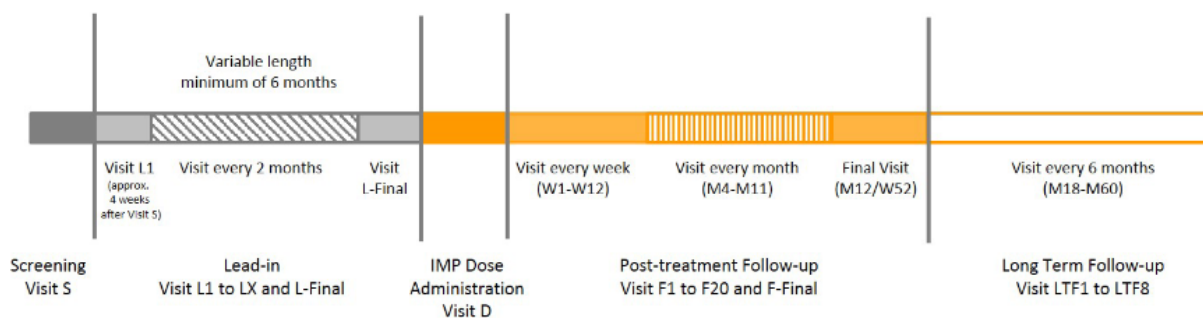 Variable length
minimum of 6 months
Visit L1
(approx.
4 weeks
after Visit S)
Visit every 2 months
Visit
L-Final
Visit every week
(W1-W12)
Visit every month
(M4-M11)
Final Visit
(M12/W52)
Visit every 6 months
(M18-M60)
Screening
Visit S
Lead-in
Visit L1 to LX and L-Final
IMP Dose
Administration
Visit D
Post-treatment Follow-up
Visit F1 to F20 and F-Final
Long Term Follow-up
Visit LTF1 to LTF8